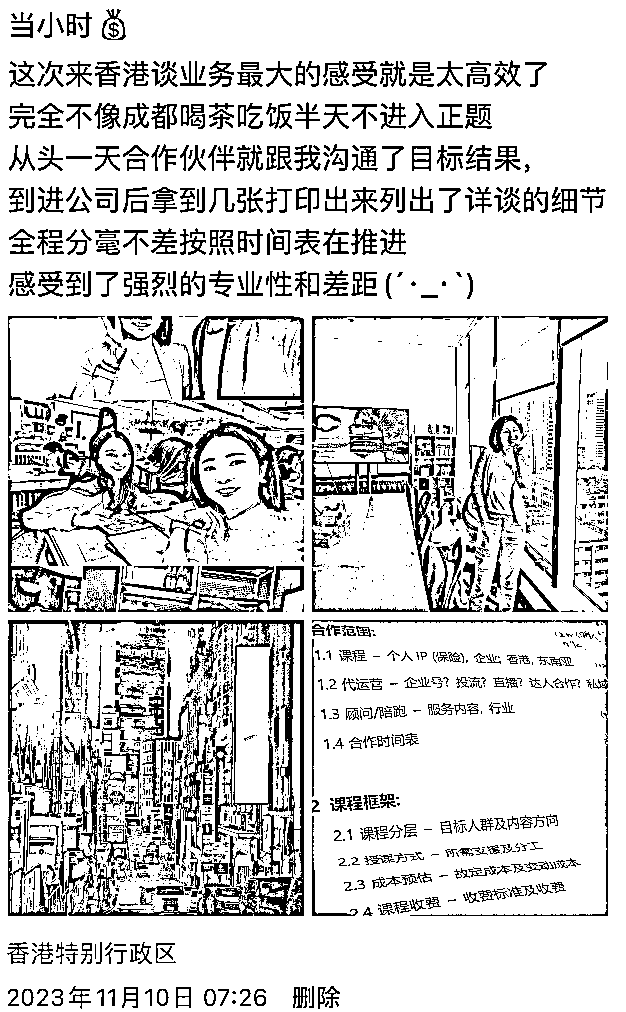 当小时💰
这次来香港谈业务最大的感受就是太高效了
完全不像成都喝茶吃饭半天不进入正题
从头一天合作伙伴就跟我沟通了目标结果，
到进公司后拿到几张打印出来列出了详谈的细节
全程分毫不差按照时间表在推进
感受到了强烈的专业性和差距 (´･_･`)
合作范围:
1.1 课程 – 个人 IP (保险), 企业; 香港, 东南亚
1.2 代运营 – 企业号? 投流? 直播? 达人合作? 私域
1.3 顾问/陪跑 – 服务内容, 行业
1.4 合作时间表
2 课程框架:
2.1 课程分层 – 目标人群及内容方向
2.2 授课方式 – 所需支援及分工
2.3 成本预估 – 固定成本及变动成本
2.4 课程收费 – 收费标准及收费
香港特别行政区
2023年11月10日 07:26 删除